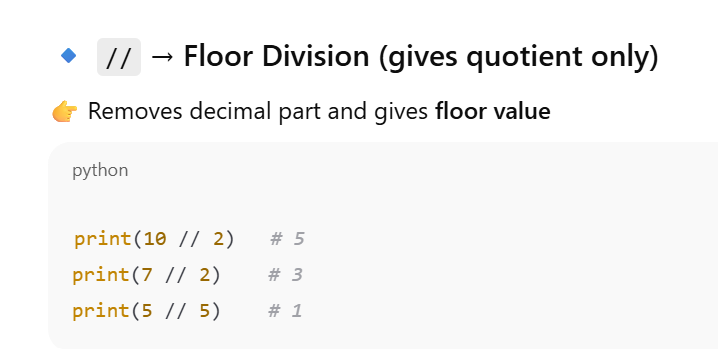 🔹 // → Floor Division (gives quotient only)
👉 Removes decimal part and gives floor value
python
print(10 // 2)   # 5
print(7 // 2)    # 3
print(5 // 5)    # 1